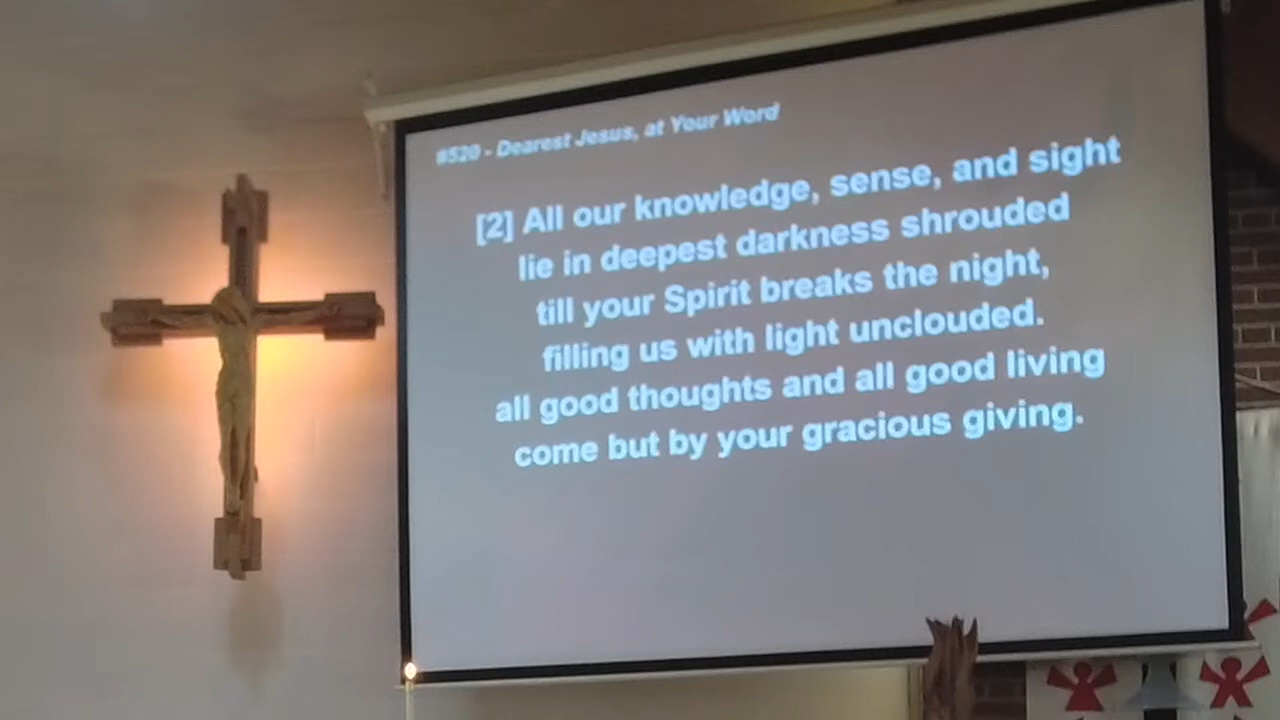 #520 - Dearest Jesus, at Your Word
[2] All our knowledge, sense, and sight
lie in deepest darkness shrouded
till your Spirit breaks the night,
filling us with light unclouded.
all good thoughts and all good living
come but by your gracious giving.